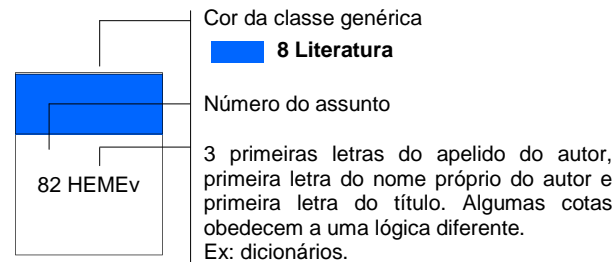 Cor da classe genérica
8 Literatura
Número do assunto
82 HEMEv
3 primeiras letras do apelido do autor,
primeira letra do nome próprio do autor e
primeira letra do título. Algumas cotas
obedecem a uma lógica diferente.
Ex: dicionários.